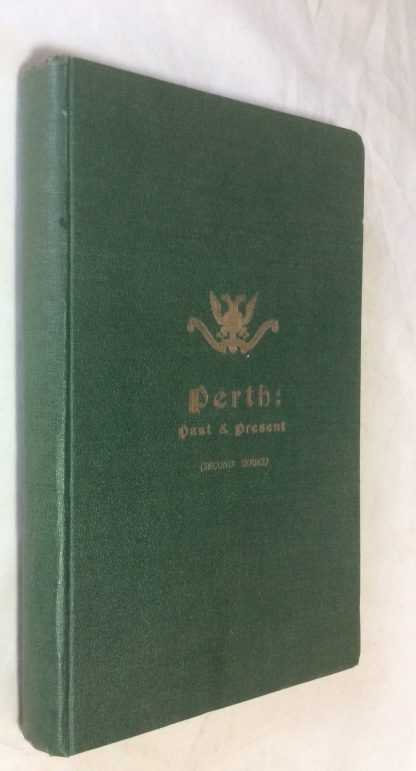 Perth:
Past & Present
(SECOND SERIES)